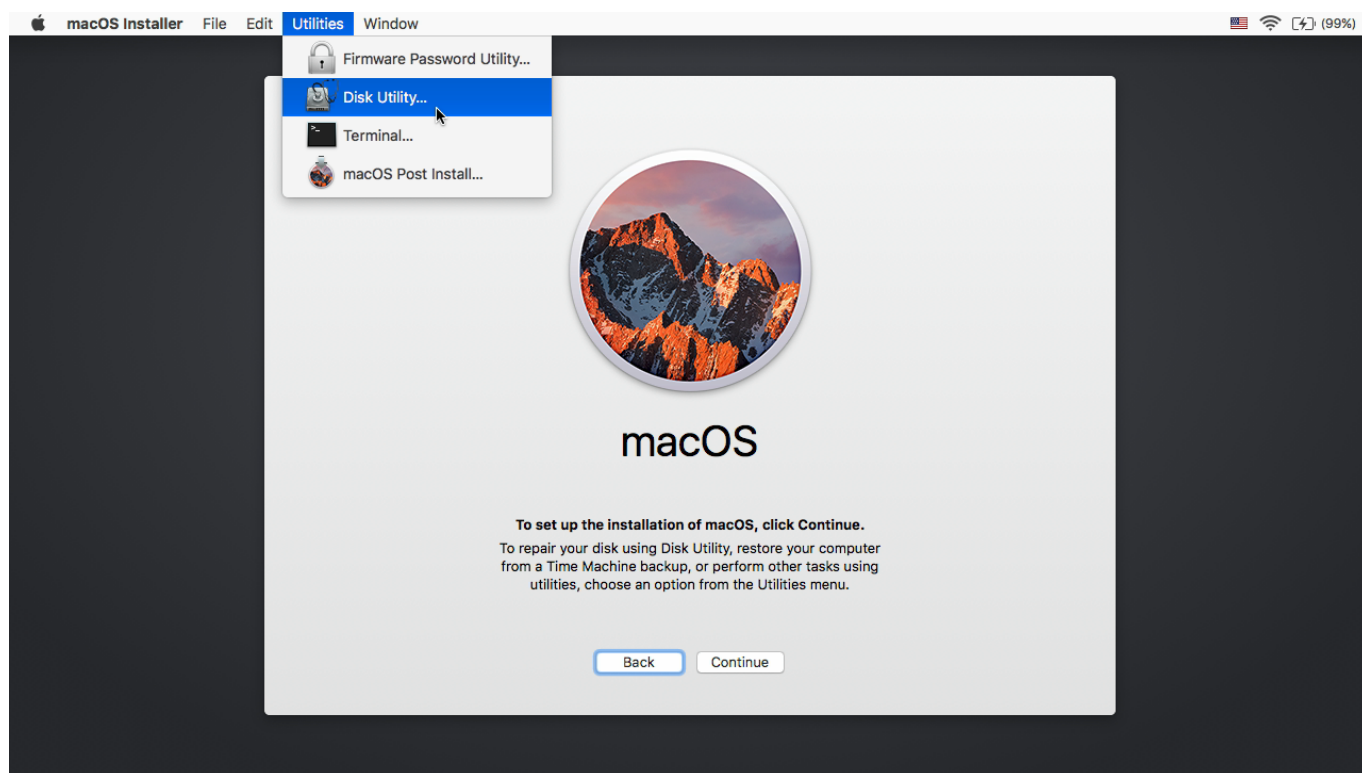 macOS Installer File Edit Utilities Window (99%)
Firmware Password Utility...
Disk Utility...
Terminal...
macOS Post Install...
macOS
To set up the installation of macOS, click Continue.
To repair your disk using Disk Utility, restore your computer
from a Time Machine backup, or perform other tasks using
utilities, choose an option from the Utilities menu.
Back Continue